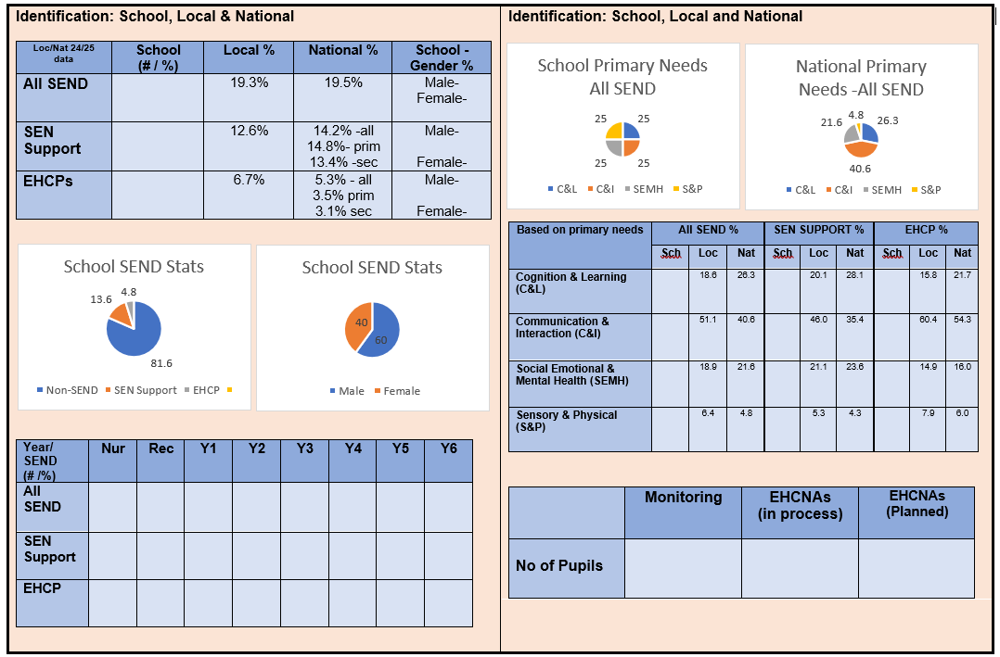 Identification: School, Local & National
Loc/Nat 24/25 data School (# / %) Local % National % School - Gender %
All SEND 19.3% 19.5% Male- Female-
SEN Support 12.6% 14.2% -all 14.8%- prim 13.4% -sec Male- Female-
EHCPs 6.7% 5.3% - all 3.5% prim 3.1% sec Male- Female-
School SEND Stats
4.8
13.6
81.6
Non-SEND SEN Support EHCP
School SEND Stats
40
60
Male Female
Year/ SEND (# /%) Nur Rec Y1 Y2 Y3 Y4 Y5 Y6
All SEND
SEN Support
EHCP
Identification: School, Local and National
School Primary Needs
All SEND
25 25
25 25
C&L C&I SEMH S&P
National Primary
Needs -All SEND
4.8
21.6 26.3
40.6
C&L C&I SEMH S&P
Based on primary needs All SEND % SEN SUPPORT % EHCP %
Sch Loc Nat Sch Loc Nat Sch Loc Nat
Cognition & Learning (C&L) 18.6 26.3 20.1 28.1 15.8 21.7
Communication & Interaction (C&I) 51.1 40.6 46.0 35.4 60.4 54.3
Social Emotional & Mental Health (SEMH) 18.9 21.6 21.1 23.6 14.9 16.0
Sensory & Physical (S&P) 6.4 4.8 5.3 4.3 7.9 6.0
Monitoring EHCNAs (in process) EHCNAs (Planned)
No of Pupils